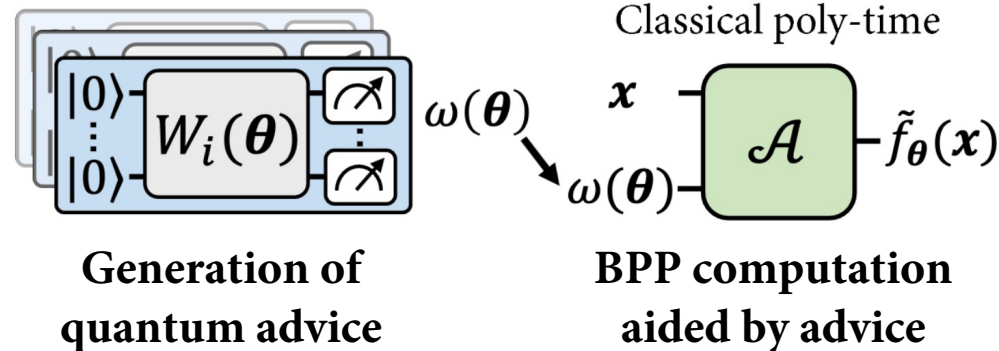 |0⟩
⋮
|0⟩
W_i(θ)
ω(θ)
Generation of
quantum advice
Classical poly-time
x
ω(θ)
𝒜
f̃_θ(x)
BPP computation
aided by advice